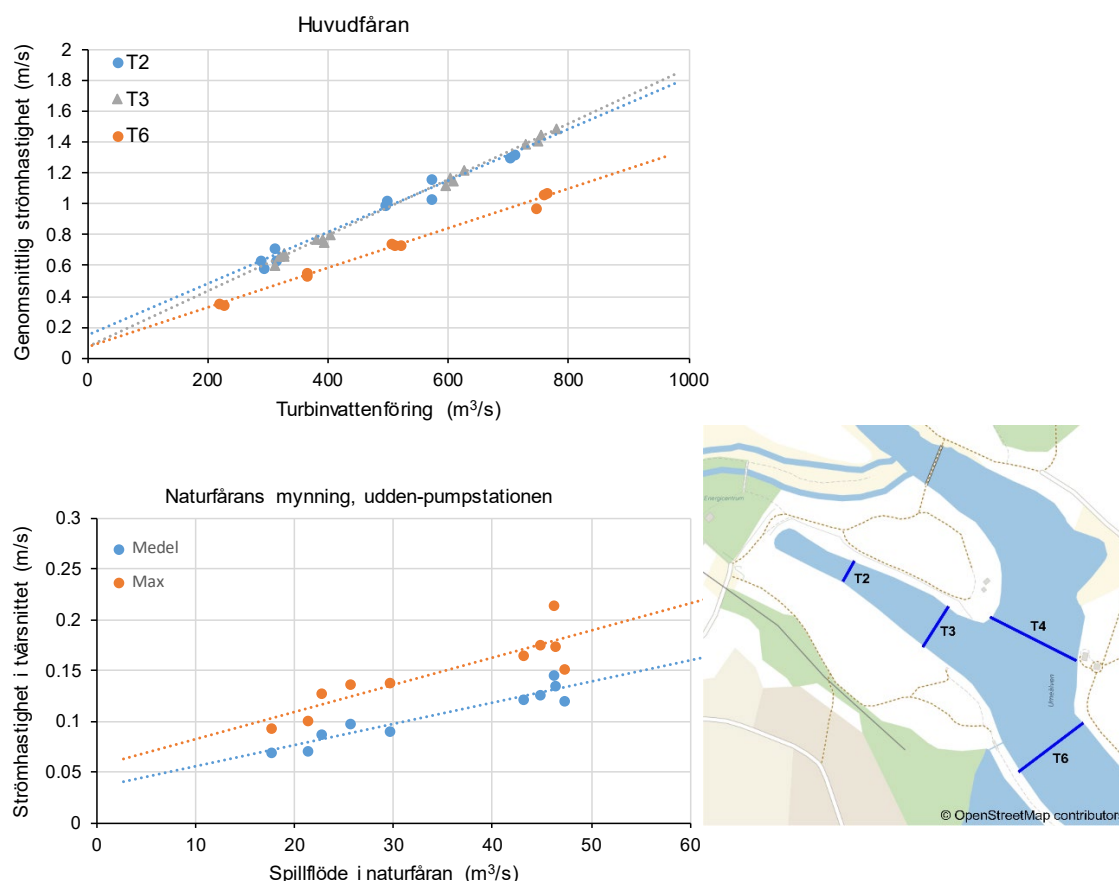 Huvudfåran
Genomsnittlig strömhastighet (m/s)
2
1.8
1.6
1.4
1.2
1
0.8
0.6
0.4
0.2
0
T2
T3
T6
0 200 400 600 800 1000
Turbinvattenföring (m³/s)
Naturfårans mynning, udden-pumpstationen
Strömhastighet i tvärsnittet (m/s)
0.3
0.25
0.2
0.15
0.1
0.05
0
Medel
Max
0 10 20 30 40 50 60
Spillflöde i naturfåran (m³/s)
Energicentrum
T2
T3
T4
Umeälven
T6
© OpenStreetMap contributor